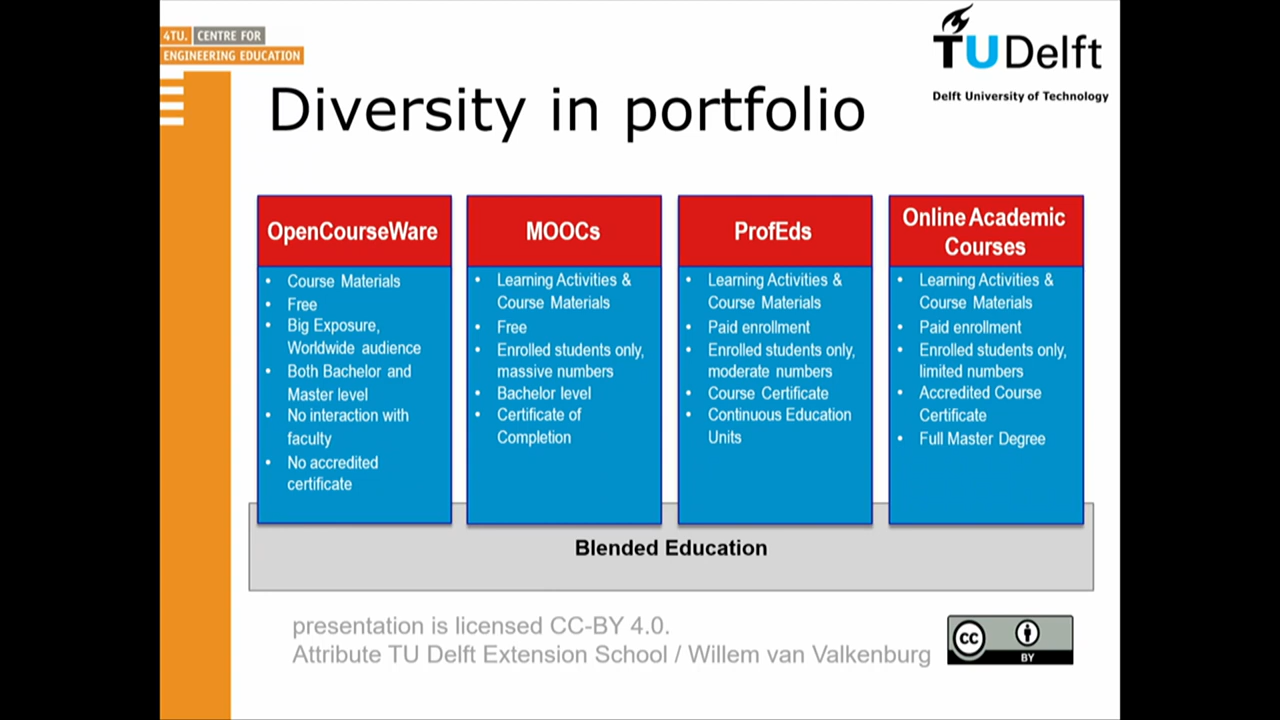 4TU. CENTRE FOR
ENGINEERING EDUCATION
TU Delft
Delft University of Technology
Diversity in portfolio
OpenCourseWare
• Course Materials
• Free
• Big Exposure,
Worldwide audience
• Both Bachelor and
Master level
• No interaction with
faculty
• No accredited
certificate
MOOCs
• Learning Activities &
Course Materials
• Free
• Enrolled students only,
massive numbers
• Bachelor level
• Certificate of
Completion
ProfEds
• Learning Activities &
Course Materials
• Paid enrollment
• Enrolled students only,
moderate numbers
• Course Certificate
• Continuous Education
Units
Online Academic
Courses
• Learning Activities &
Course Materials
• Paid enrollment
• Enrolled students only,
limited numbers
• Accredited Course
Certificate
• Full Master Degree
Blended Education
presentation is licensed CC-BY 4.0.
Attribute TU Delft Extension School / Willem van Valkenburg
cc
BY